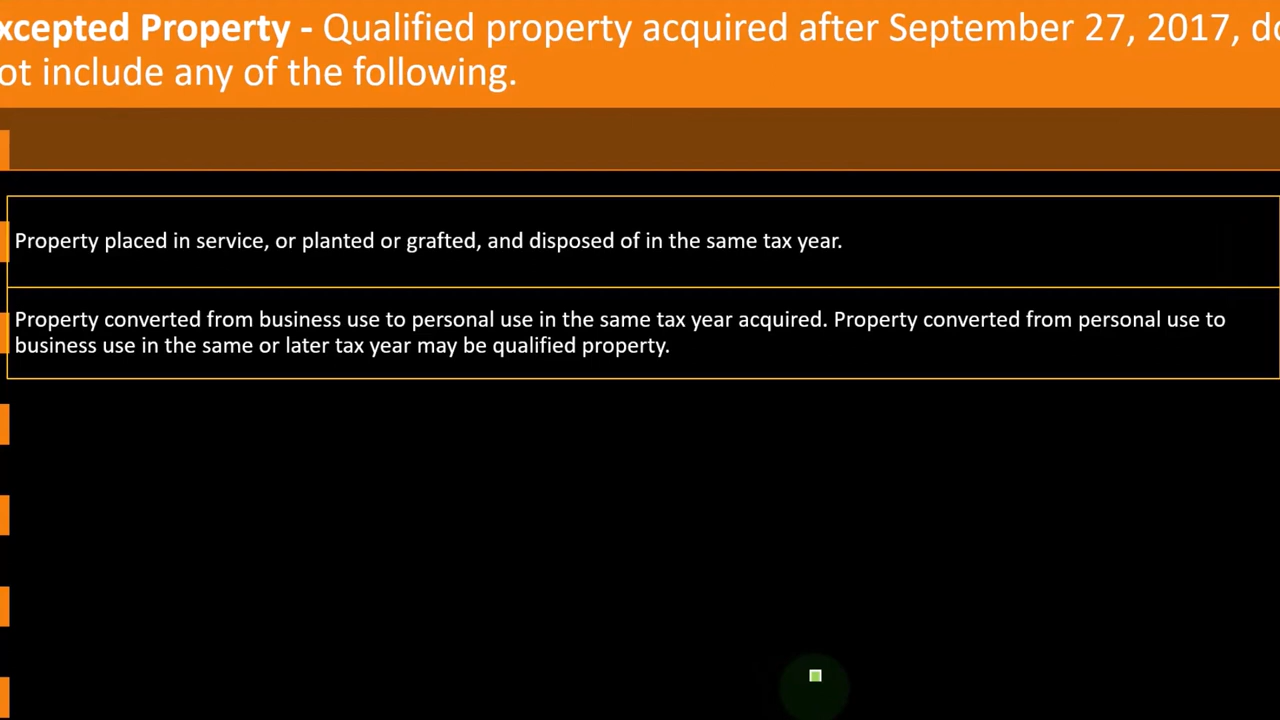 xcepted Property - Qualified property acquired after September 27, 2017, do
ot include any of the following.
Property placed in service, or planted or grafted, and disposed of in the same tax year.
Property converted from business use to personal use in the same tax year acquired. Property converted from personal use to
business use in the same or later tax year may be qualified property.